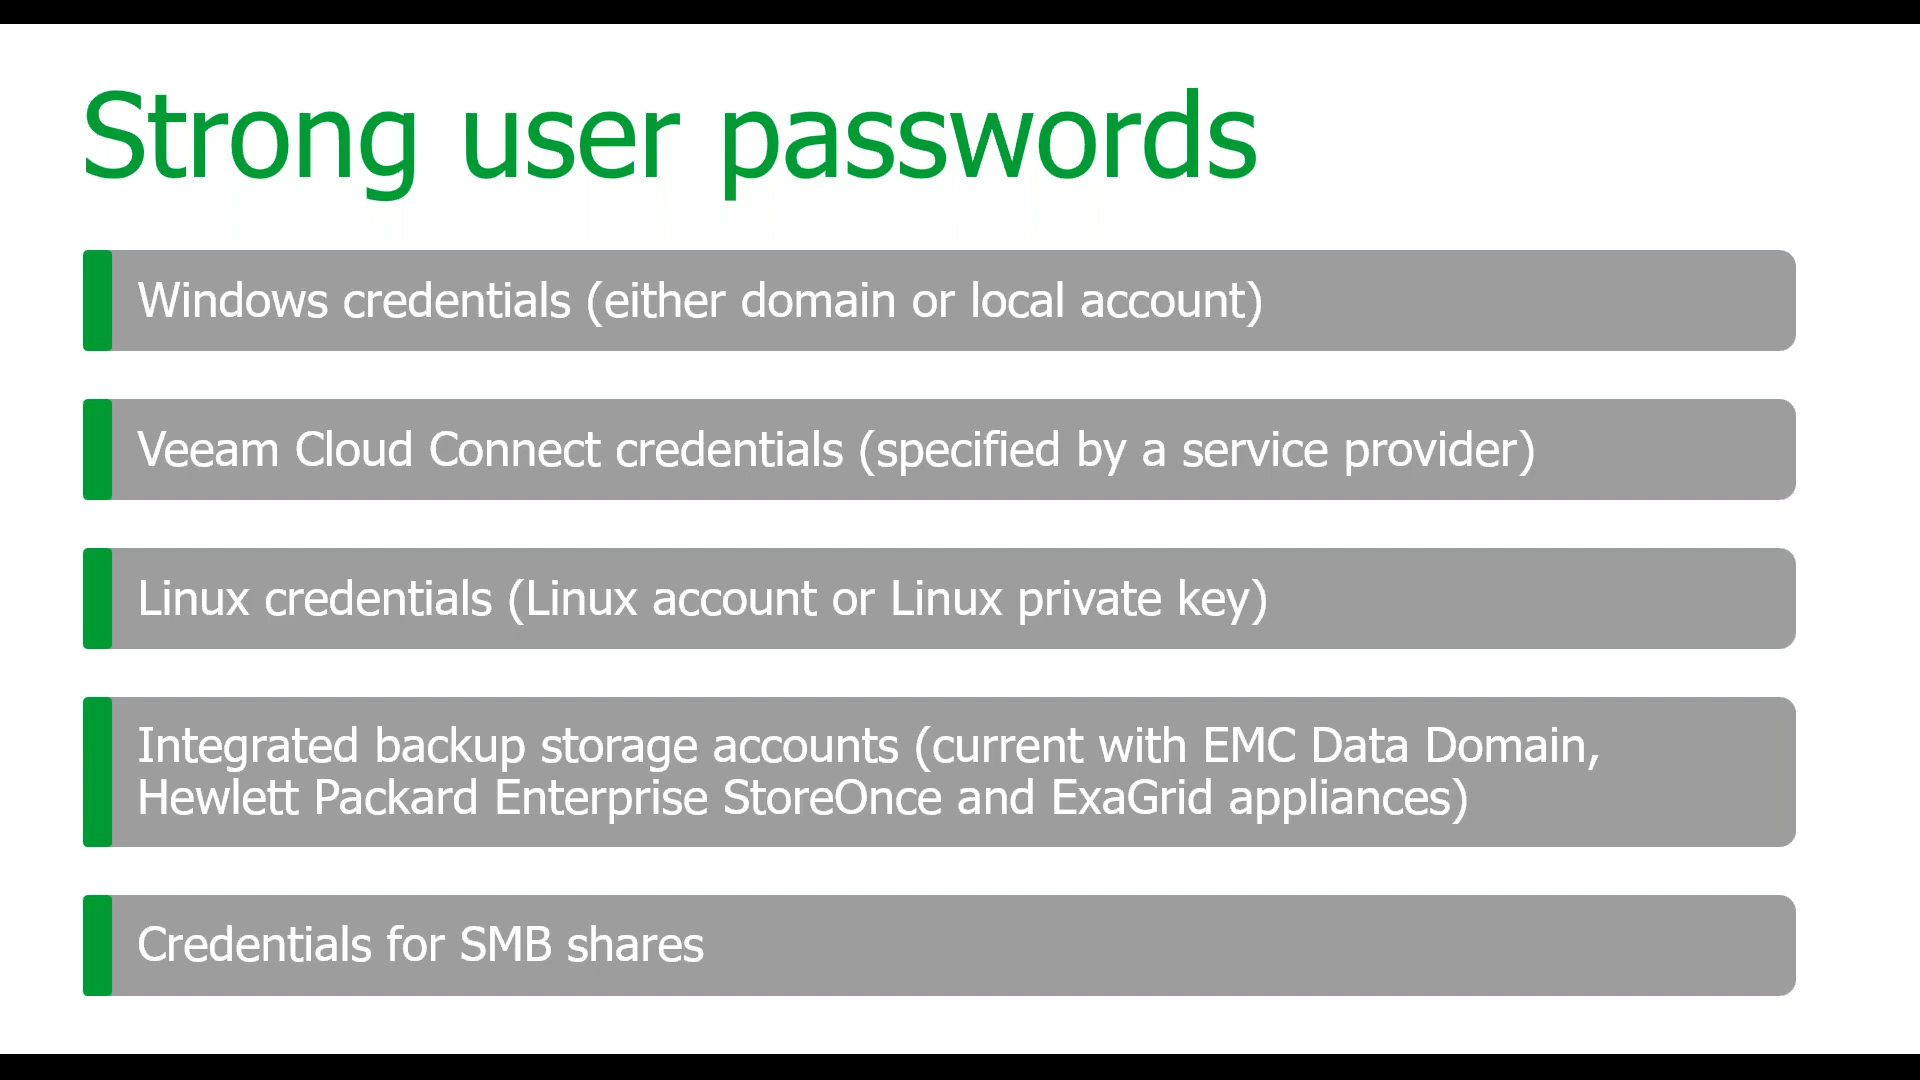 Strong user passwords
Windows credentials (either domain or local account)
Veeam Cloud Connect credentials (specified by a service provider)
Linux credentials (Linux account or Linux private key)
Integrated backup storage accounts (current with EMC Data Domain,
Hewlett Packard Enterprise StoreOnce and ExaGrid appliances)
Credentials for SMB shares